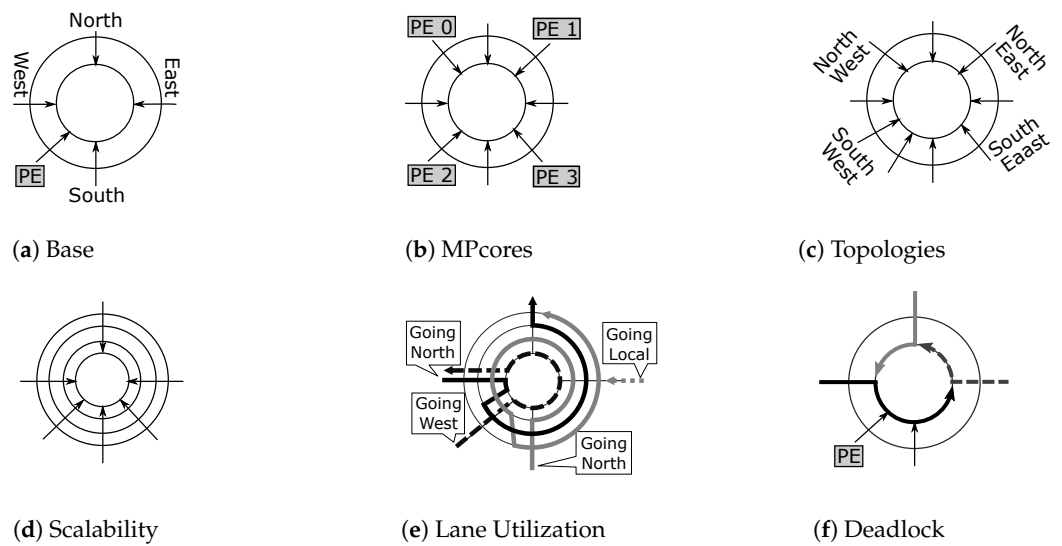 North
West
East
PE
South
(a) Base
PE 0
PE 1
PE 2
PE 3
(b) MPcores
North
West
North
East
South
West
South
Eaast
(c) Topologies
(d) Scalability
Going
North
Going
Local
Going
West
Going
North
(e) Lane Utilization
PE
(f) Deadlock